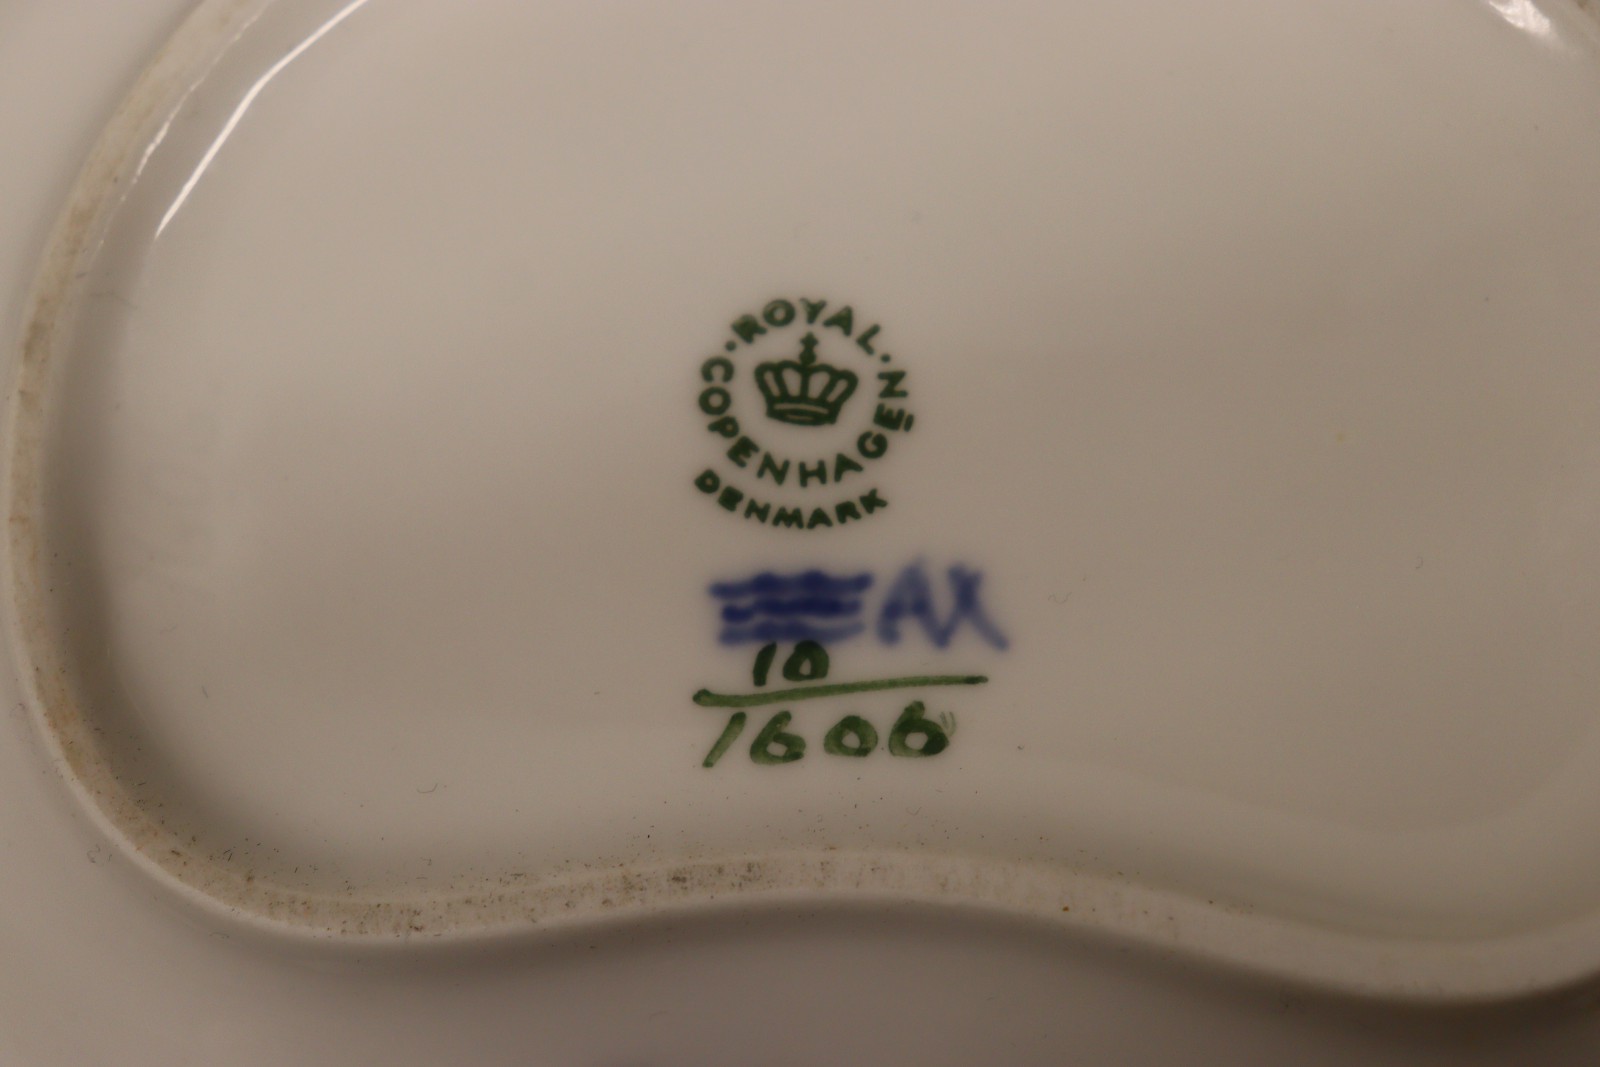 ROYAL
COPENHAGEN
DENMARK
AX
10
1606